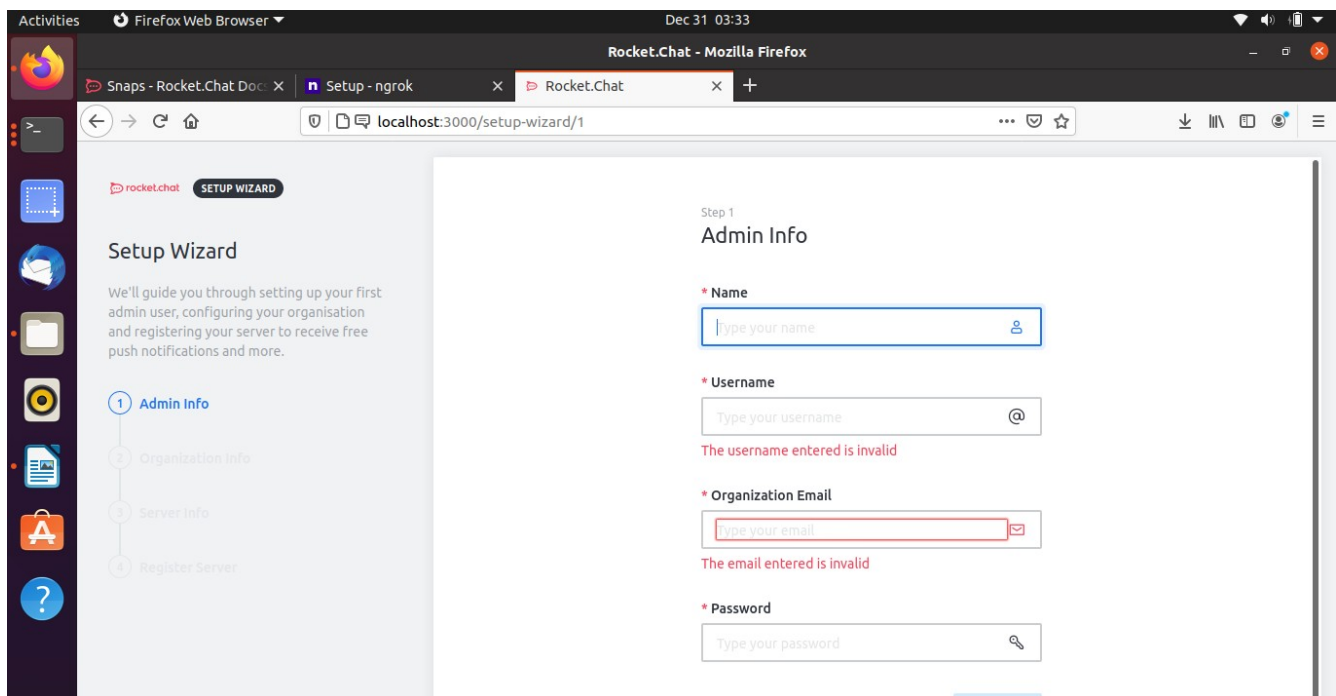 Activities Firefox Web Browser Dec 31 03:33
Rocket.Chat - Mozilla Firefox
Snaps - Rocket.Chat Doc Setup - ngrok Rocket.Chat
localhost:3000/setup-wizard/1
rocket.chat SETUP WIZARD
Setup Wizard
We'll guide you through setting up your first
admin user, configuring your organisation
and registering your server to receive free
push notifications and more.
1 Admin Info
2 Organization Info
3 Server Info
4 Register Server
Step 1
Admin Info
* Name
Type your name
* Username
Type your username
The username entered is invalid
* Organization Email
Type your email
The email entered is invalid
* Password
Type your password